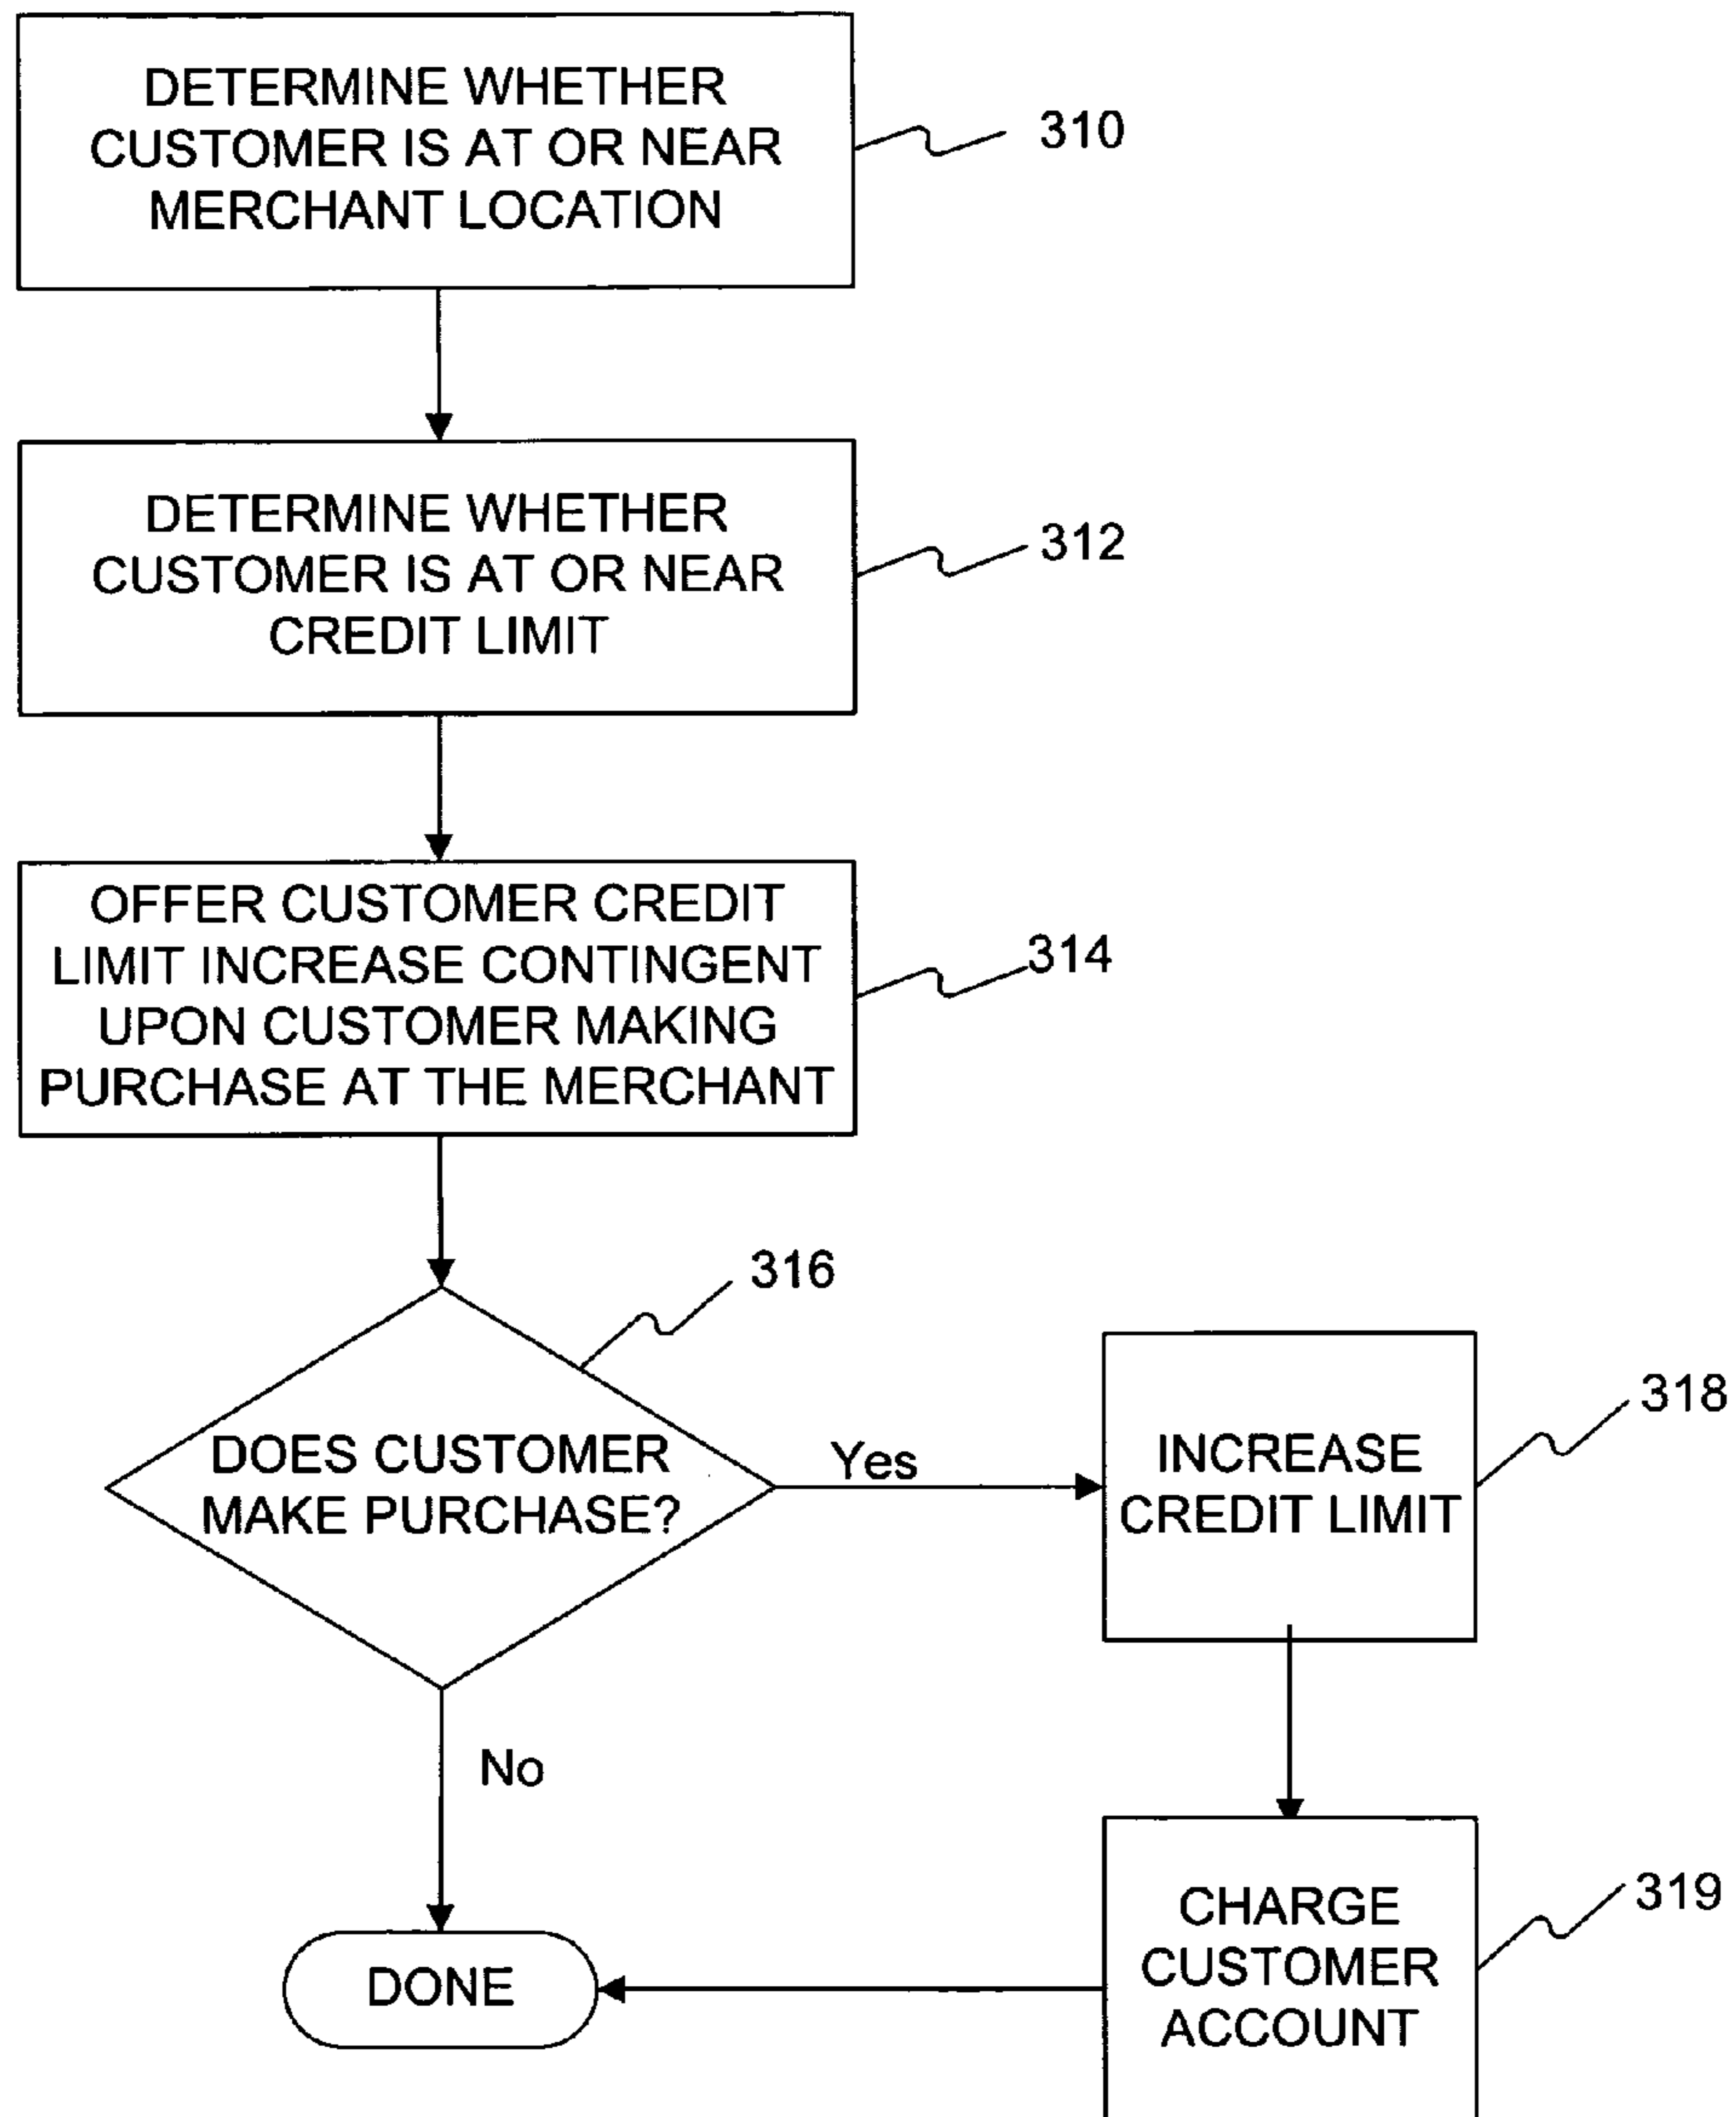 DETERMINE WHETHER
CUSTOMER IS AT OR NEAR
MERCHANT LOCATION
310
DETERMINE WHETHER
CUSTOMER IS AT OR NEAR
CREDIT LIMIT
312
OFFER CUSTOMER CREDIT
LIMIT INCREASE CONTINGENT
UPON CUSTOMER MAKING
PURCHASE AT THE MERCHANT
314
316
DOES CUSTOMER
MAKE PURCHASE?
Yes
INCREASE
CREDIT LIMIT
318
No
DONE
CHARGE
CUSTOMER
ACCOUNT
319